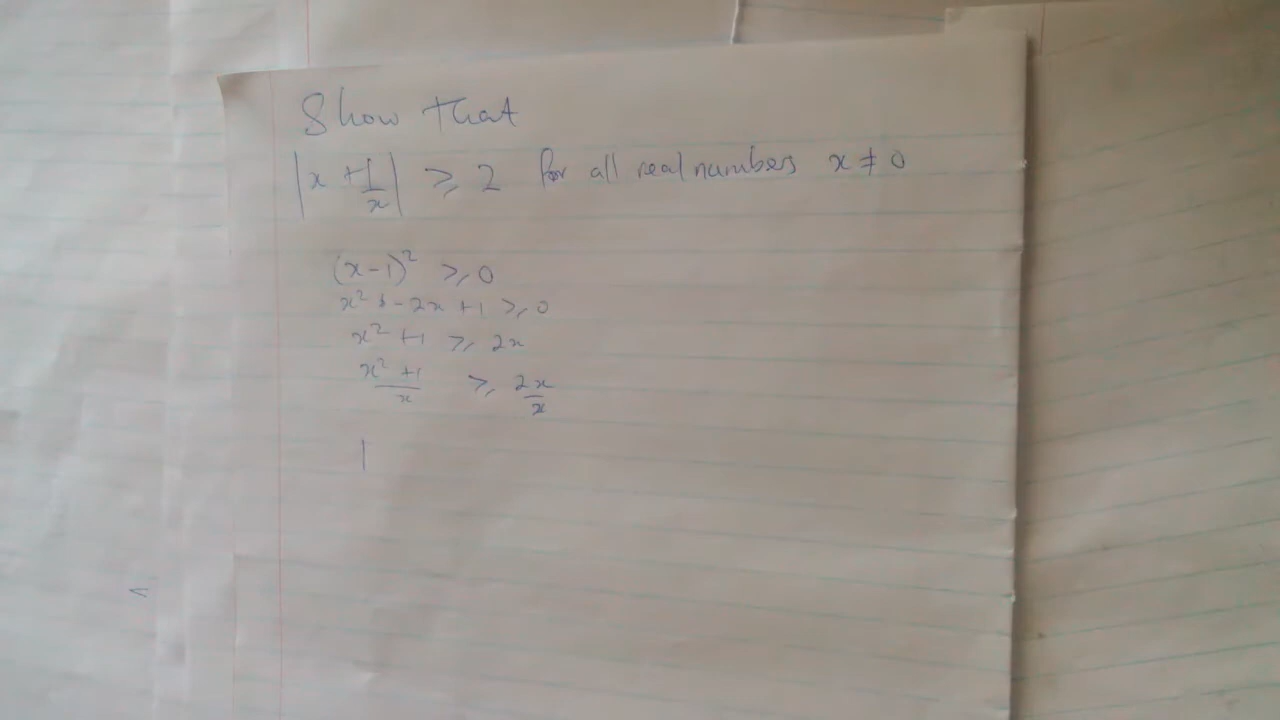 Show that
|x + 1/x| ≥ 2 for all real numbers x ≠ 0
(x-1)² ≥ 0
x² - 2x + 1 ≥ 0
x² + 1 ≥ 2x
(x² + 1)/x ≥ 2x/x
|
<